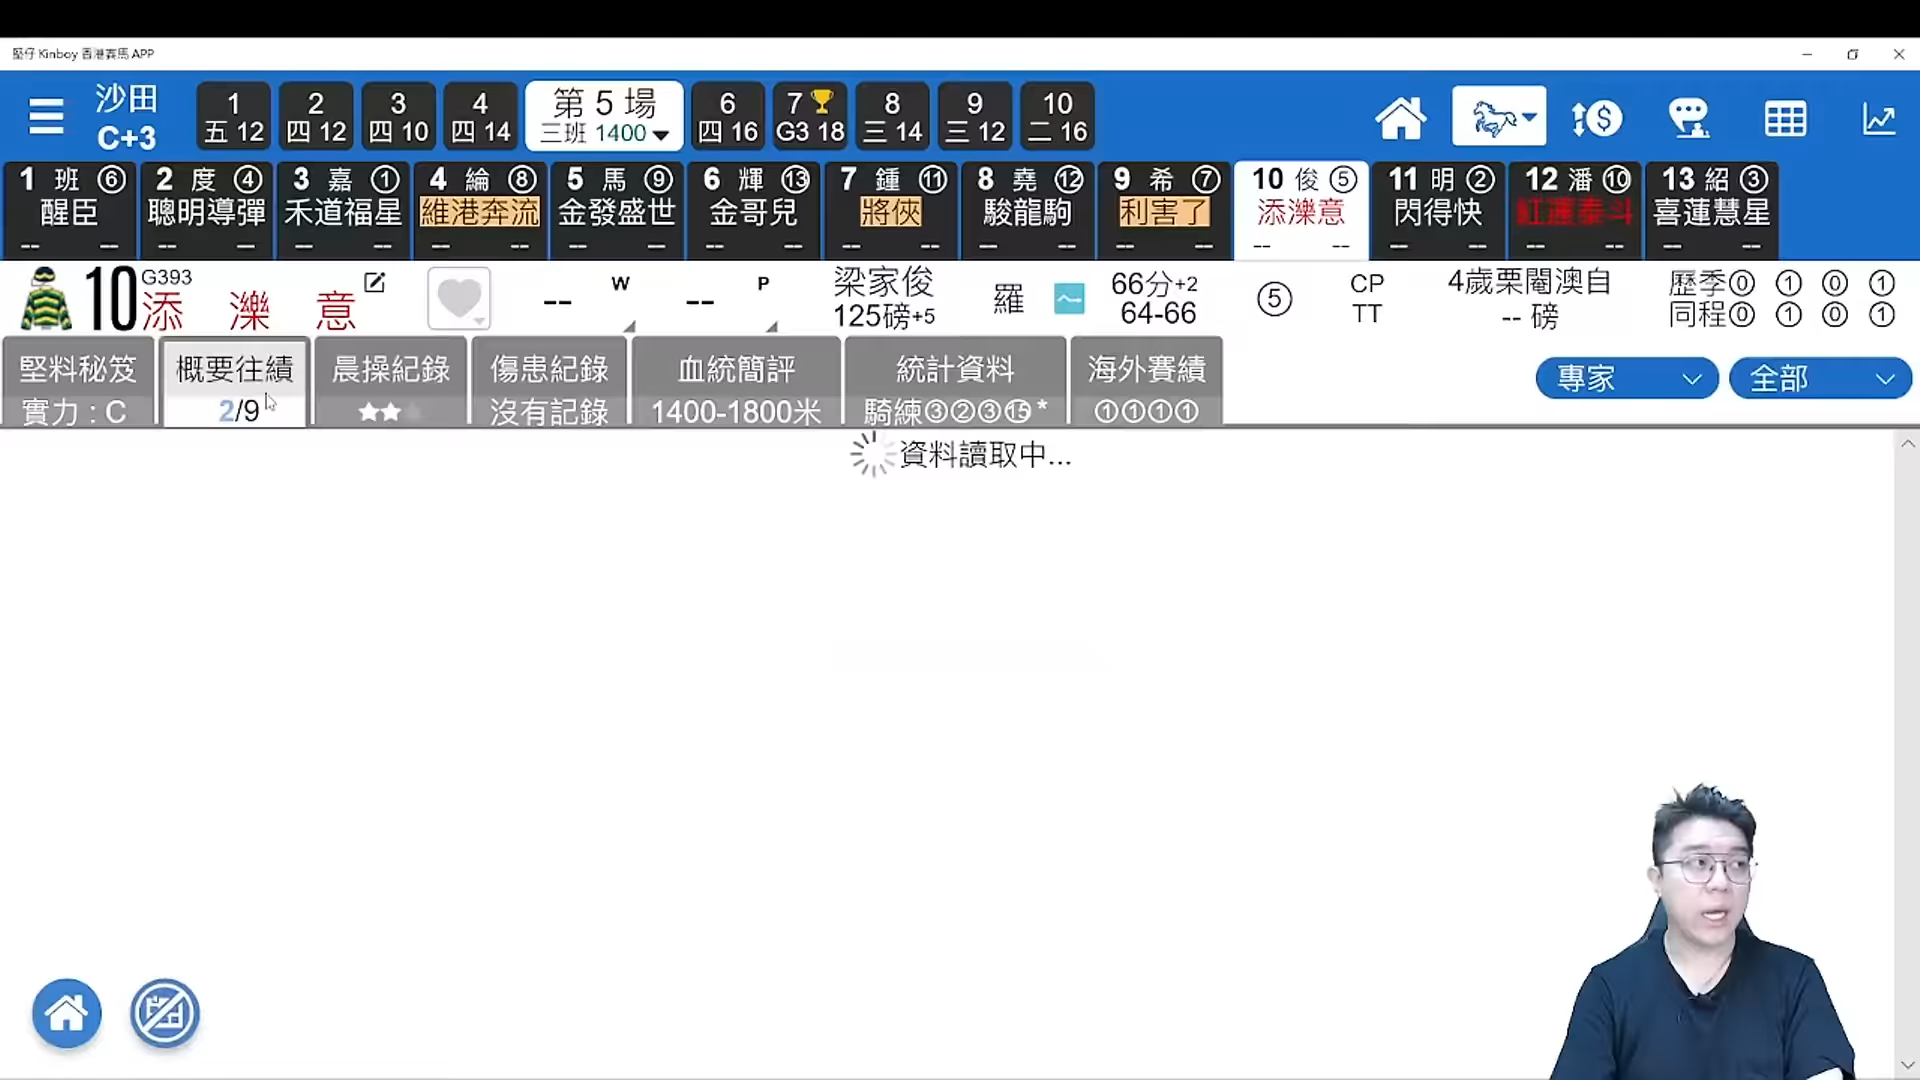 堅仔 Kinboy 香港賽馬 APP
沙田
C+3
1
五 12
2
四 12
3
四 10
4
四 14
第 5 場
三班 1400
6
四 16
7
G3 18
8
三 14
9
三 12
10
二 16
1 班 ⑥
醒臣
-- --
2 度 ④
聰明導彈
-- --
3 嘉 ①
禾道福星
-- --
4 綸 ⑧
維港奔流
-- --
5 馬 ⑨
金發盛世
-- --
6 輝 ⑬
金哥兒
-- --
7 鍾 ⑪
將俠
-- --
8 堯 ⑫
駿龍駒
-- --
9 希 ⑦
利害了
-- --
10 俊 ⑤
添濼意
-- --
11 明 ②
閃得快
-- --
12 潘 ⑩
紅運泰斗
-- --
13 紹 ③
喜蓮慧星
-- --
10
G393
添 濼 意
-- W
-- P
梁家俊
125磅+5
羅
66分+2
64-66
⑤
CP
TT
4歲栗閹澳自
-- 磅
歷季⓪ ① ⓪ ①
同程⓪ ① ⓪ ①
堅料秘笈
實力 : C
概要往績
2/9
晨操紀錄
★★
傷患紀錄
沒有記錄
血統簡評
1400-1800米
統計資料
騎練③②③⑮*
海外賽績
①①①①
專家
全部
資料讀取中...